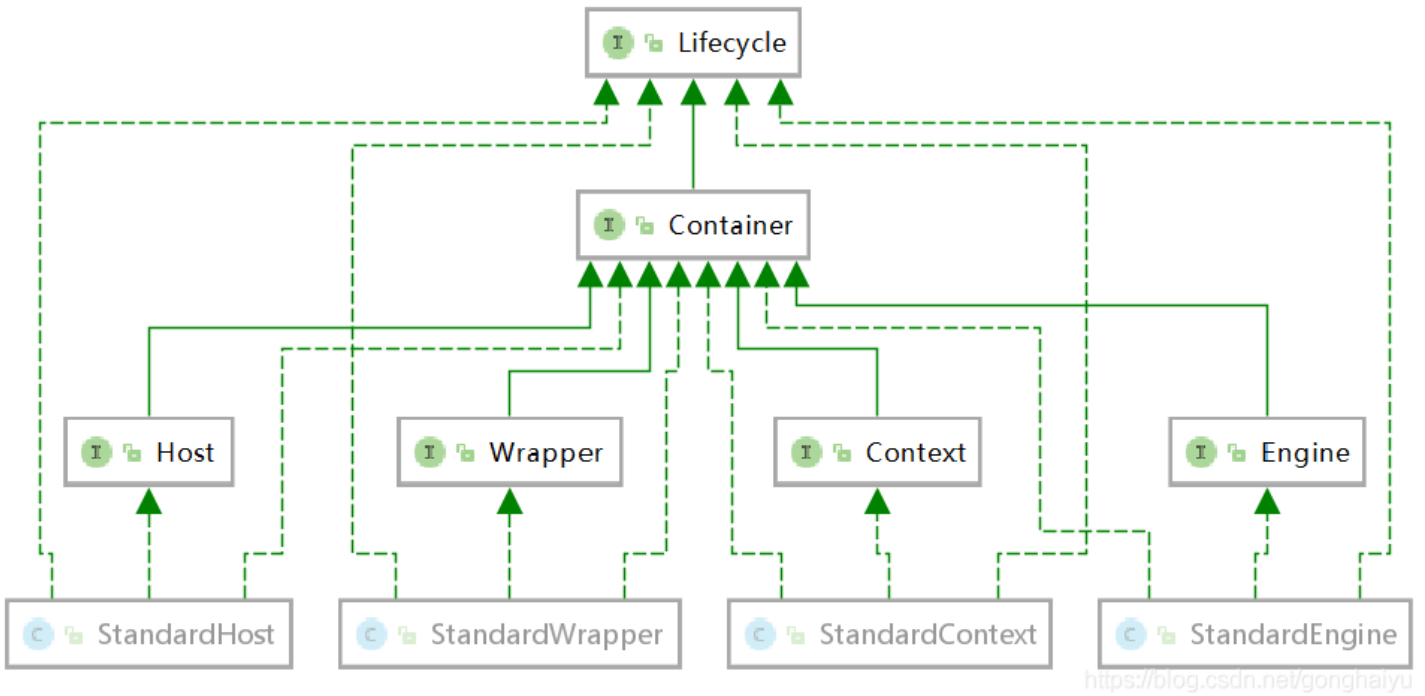 I Lifecycle
I Container
I Host
I Wrapper
I Context
I Engine
C StandardHost
C StandardWrapper
C StandardContext
C StandardEngine
https://blog.csdn.net/gonghaiyu